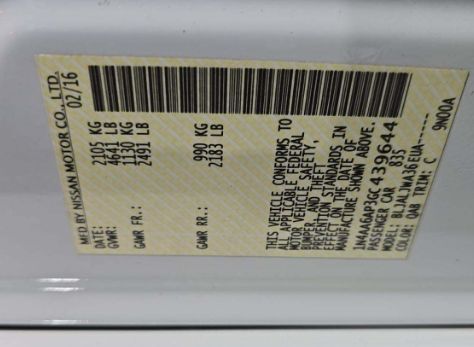 MFD. BY NISSAN MOTOR CO., LTD.
DATE: 02/16
GVWR: 2105 KG
4641 LB
GAWR FR.: 1130 KG
2491 LB
GAWR RR.: 990 KG
2183 LB
THIS VEHICLE CONFORMS TO
ALL APPLICABLE FEDERAL
MOTOR VEHICLE SAFETY,
BUMPER, AND THEFT
PREVENTION STANDARDS IN
EFFECT ON THE DATE OF
MANUFACTURE SHOWN ABOVE.
1N4AA6AP3GC439644
PASSENGER CAR 835
MODEL: BLJALJWA36EUA-----
COLOR: QAB TRIM: C 9N00A